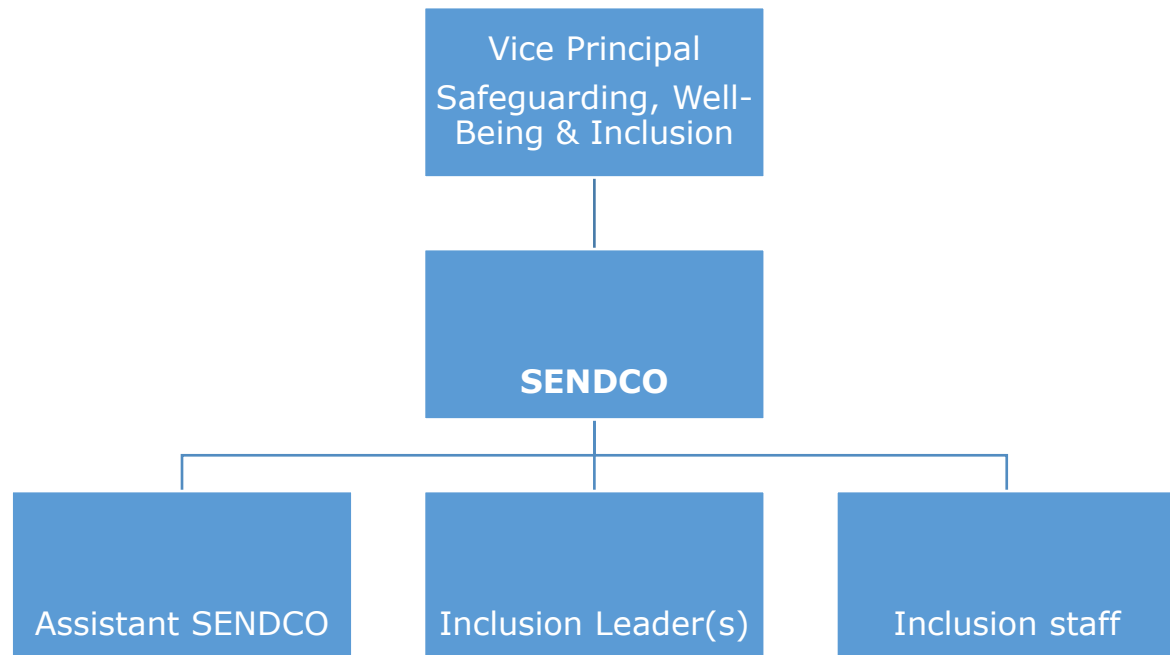 Vice Principal
Safeguarding, Well-
Being & Inclusion
SENDCO
Assistant SENDCO
Inclusion Leader(s)
Inclusion staff